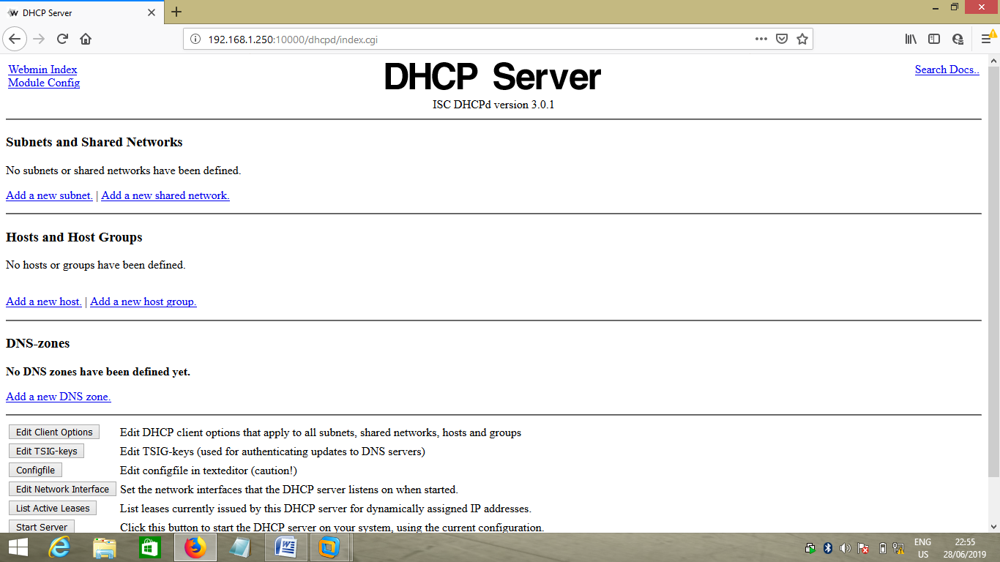 DHCP Server
192.168.1.250:10000/dhcpd/index.cgi
Webmin Index
Module Config
DHCP Server
Search Docs..
ISC DHCPd version 3.0.1
Subnets and Shared Networks
No subnets or shared networks have been defined.
Add a new subnet. | Add a new shared network.
Hosts and Host Groups
No hosts or groups have been defined.
Add a new host. | Add a new host group.
DNS-zones
No DNS zones have been defined yet.
Add a new DNS zone.
Edit Client Options Edit DHCP client options that apply to all subnets, shared networks, hosts and groups
Edit TSIG-keys Edit TSIG-keys (used for authenticating updates to DNS servers)
Configfile Edit configfile in texteditor (caution!)
Edit Network Interface Set the network interfaces that the DHCP server listens on when started.
List Active Leases List leases currently issued by this DHCP server for dynamically assigned IP addresses.
Start Server Click this button to start the DHCP server on your system, using the current configuration.
ENG 22:55
US 28/06/2019